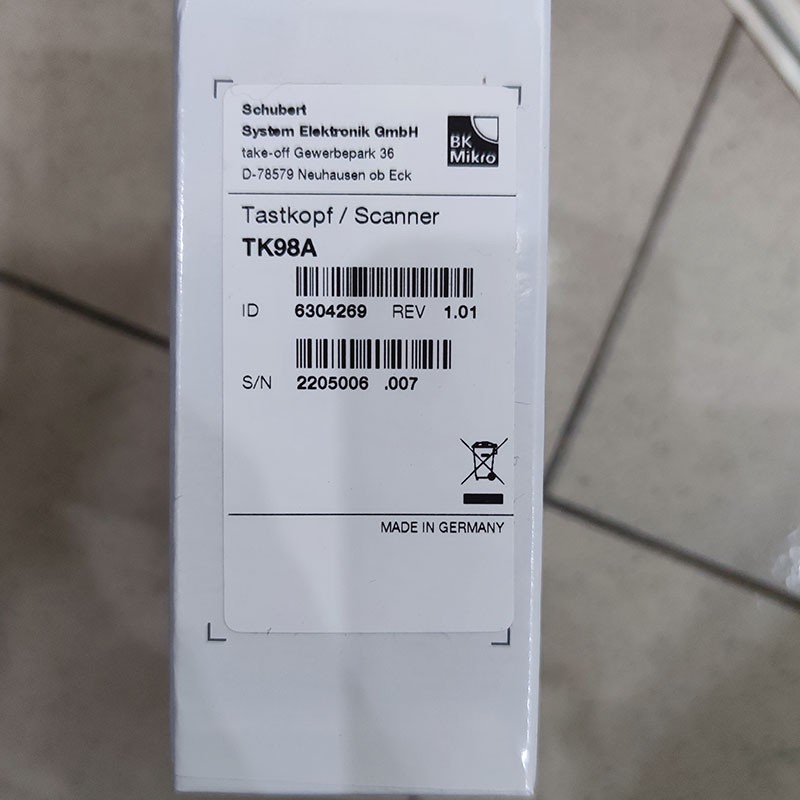 Schubert
System Elektronik GmbH
take-off Gewerbepark 36
D-78579 Neuhausen ob Eck
BK
Mikro
Tastkopf / Scanner
TK98A
ID 6304269 REV 1.01
S/N 2205006 .007
MADE IN GERMANY